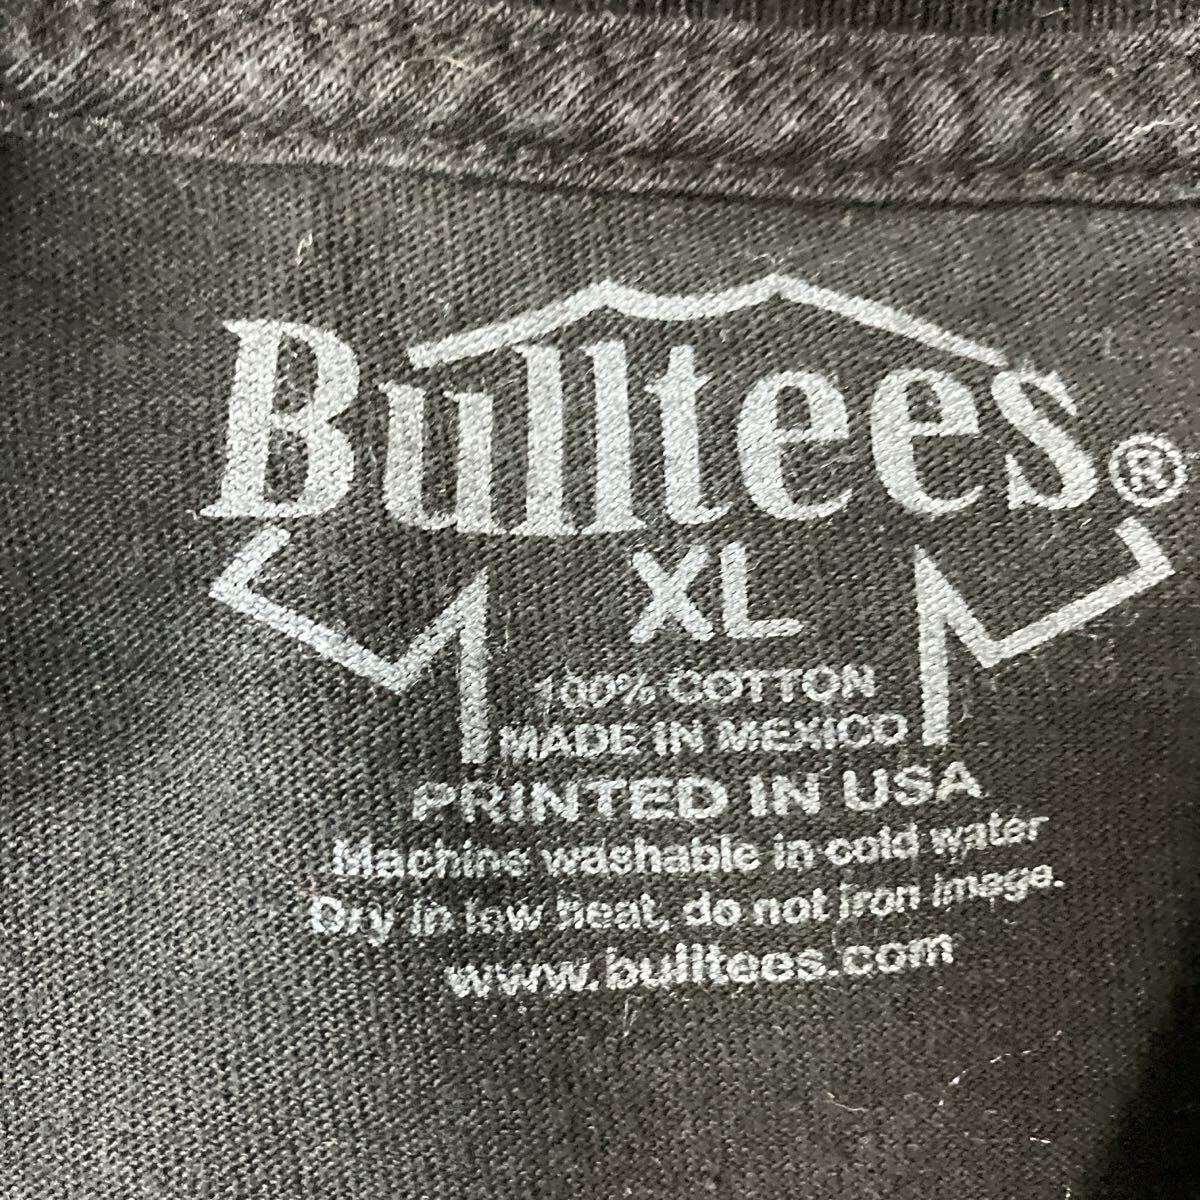 Bulltees®
XL
100% COTTON
MADE IN MEXICO
PRINTED IN USA
Machine washable in cold water
Dry in low heat, do not iron image.
www.bulltees.com